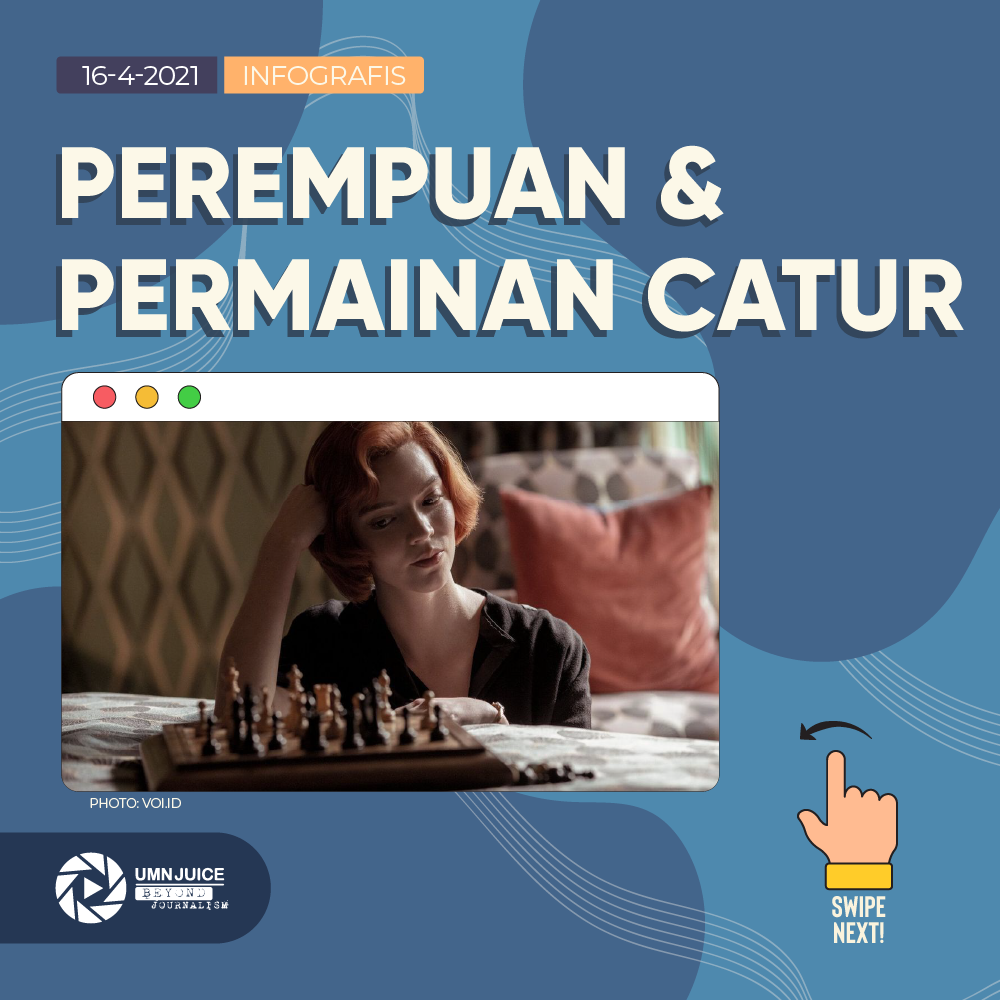 16-4-2021
INFOGRAFIS
PEREMPUAN &
PERMAINAN CATUR
PHOTO: VOI.ID
UMNJUICE
BEYOND
JOURNALISM
SWIPE
NEXT!